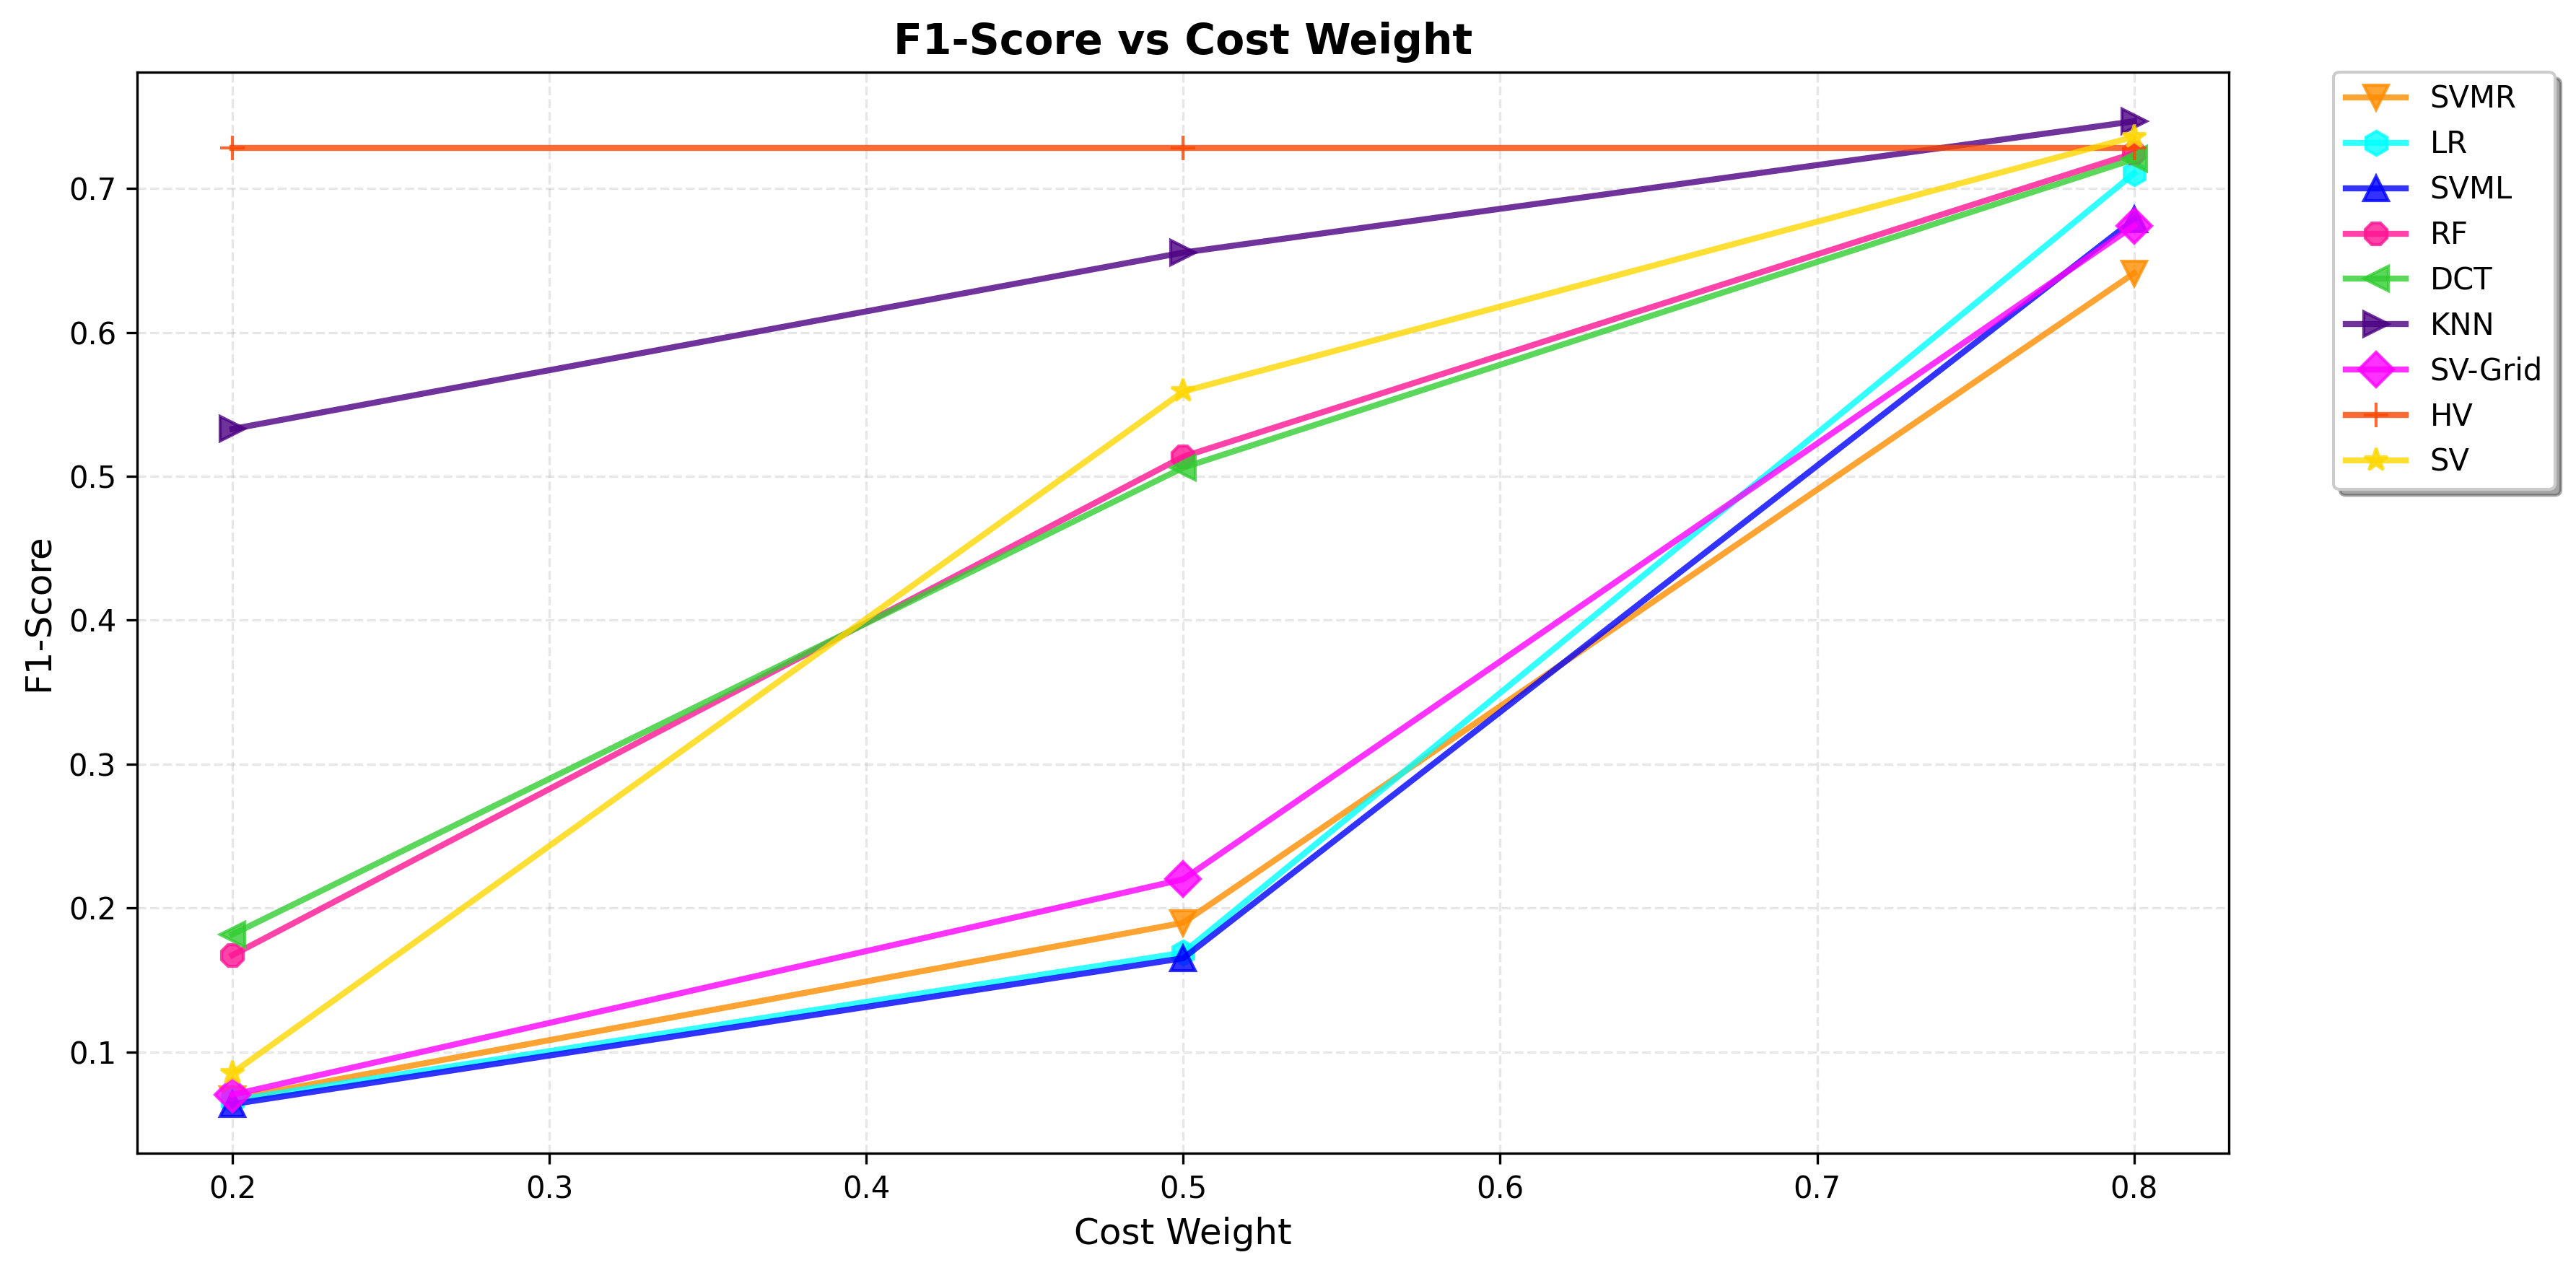 F1-Score vs Cost Weight
0.7
0.6
0.5
0.4
0.3
0.2
0.1
F1-Score
0.2 0.3 0.4 0.5 0.6 0.7 0.8
Cost Weight
SVMR
LR
SVML
RF
DCT
KNN
SV-Grid
HV
SV